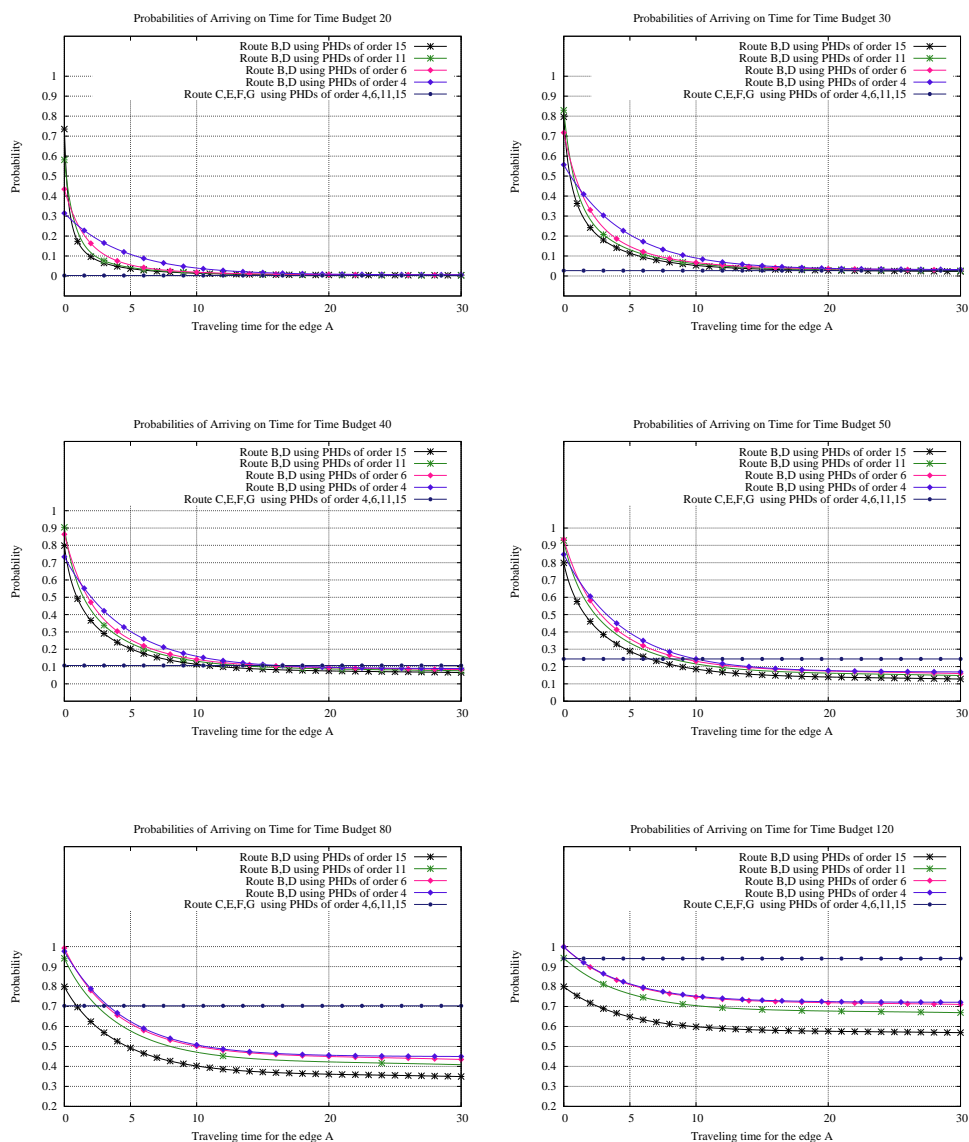 Probabilities of Arriving on Time for Time Budget 20
Route B,D using PHDs of order 15
Route B,D using PHDs of order 11
Route B,D using PHDs of order 6
Route B,D using PHDs of order 4
Route C,E,F,G using PHDs of order 4,6,11,15
1
0.9
0.8
0.7
0.6
0.5
0.4
0.3
0.2
0.1
0
Probability
0 5 10 20 30
Traveling time for the edge A
Probabilities of Arriving on Time for Time Budget 30
Route B,D using PHDs of order 15
Route B,D using PHDs of order 11
Route B,D using PHDs of order 6
Route B,D using PHDs of order 4
Route C,E,F,G using PHDs of order 4,6,11,15
1
0.9
0.8
0.7
0.6
0.5
0.4
0.3
0.2
0.1
0
Probability
0 5 10 20 30
Traveling time for the edge A
Probabilities of Arriving on Time for Time Budget 40
Route B,D using PHDs of order 15
Route B,D using PHDs of order 11
Route B,D using PHDs of order 6
Route B,D using PHDs of order 4
Route C,E,F,G using PHDs of order 4,6,11,15
1
0.9
0.8
0.7
0.6
0.5
0.4
0.3
0.2
0.1
0
Probability
0 10 20 30
Traveling time for the edge A
Probabilities of Arriving on Time for Time Budget 50
Route B,D using PHDs of order 15
Route B,D using PHDs of order 11
Route B,D using PHDs of order 6
Route B,D using PHDs of order 4
Route C,E,F,G using PHDs of order 4,6,11,15
1
0.9
0.8
0.7
0.6
0.5
0.4
0.3
0.2
0.1
0
Probability
0 5 10 20 30
Traveling time for the edge A
Probabilities of Arriving on Time for Time Budget 80
Route B,D using PHDs of order 15
Route B,D using PHDs of order 11
Route B,D using PHDs of order 6
Route B,D using PHDs of order 4
Route C,E,F,G using PHDs of order 4,6,11,15
1
0.9
0.8
0.7
0.6
0.5
0.4
0.3
0.2
Probability
0 5 10 20 30
Traveling time for the edge A
Probabilities of Arriving on Time for Time Budget 120
Route B,D using PHDs of order 15
Route B,D using PHDs of order 11
Route B,D using PHDs of order 6
Route B,D using PHDs of order 4
Route C,E,F,G using PHDs of order 4,6,11,15
1
0.9
0.8
0.7
0.6
0.5
0.4
0.3
0.2
Probability
0 5 10 20 30
Traveling time for the edge A